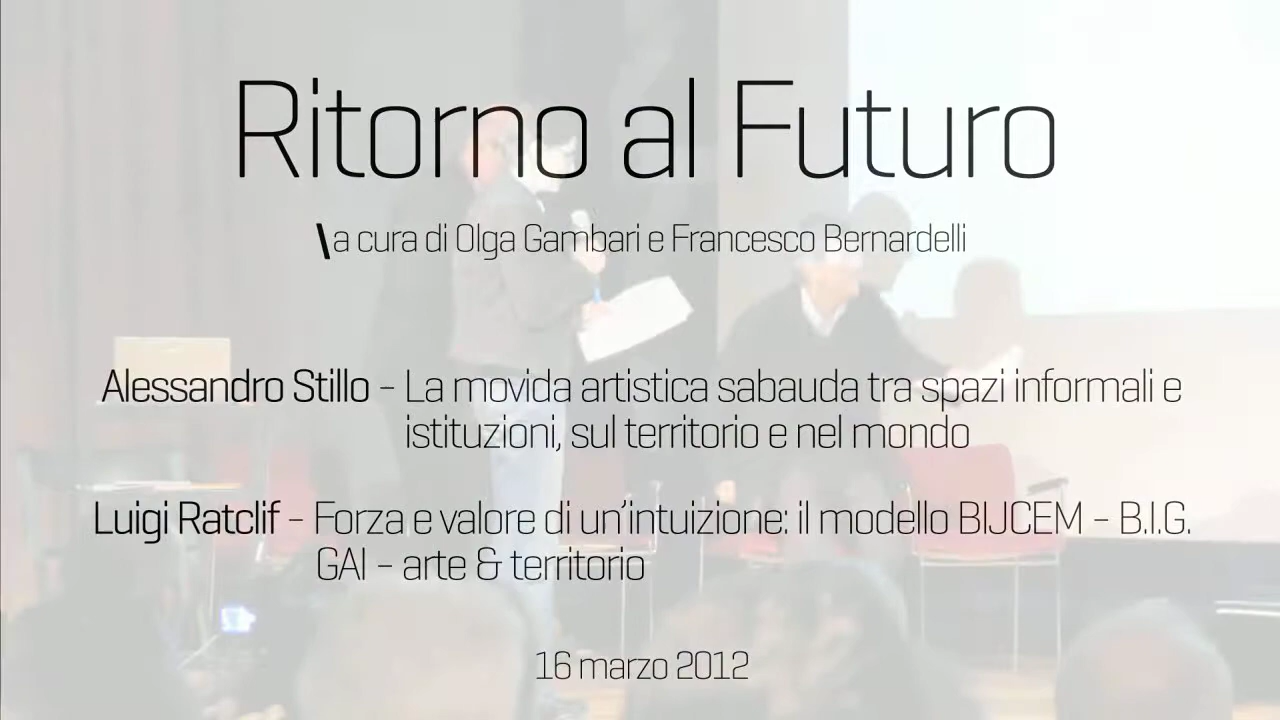 Ritorno al Futuro
\a cura di Olga Gambari e Francesco Bernardelli
Alessandro Stillo – La movida artistica sabauda tra spazi informali e
istituzioni, sul territorio e nel mondo
Luigi Ratclif – Forza e valore di un'intuizione: il modello BIJCEM – B.I.G.
GAI – arte & territorio
16 marzo 2012